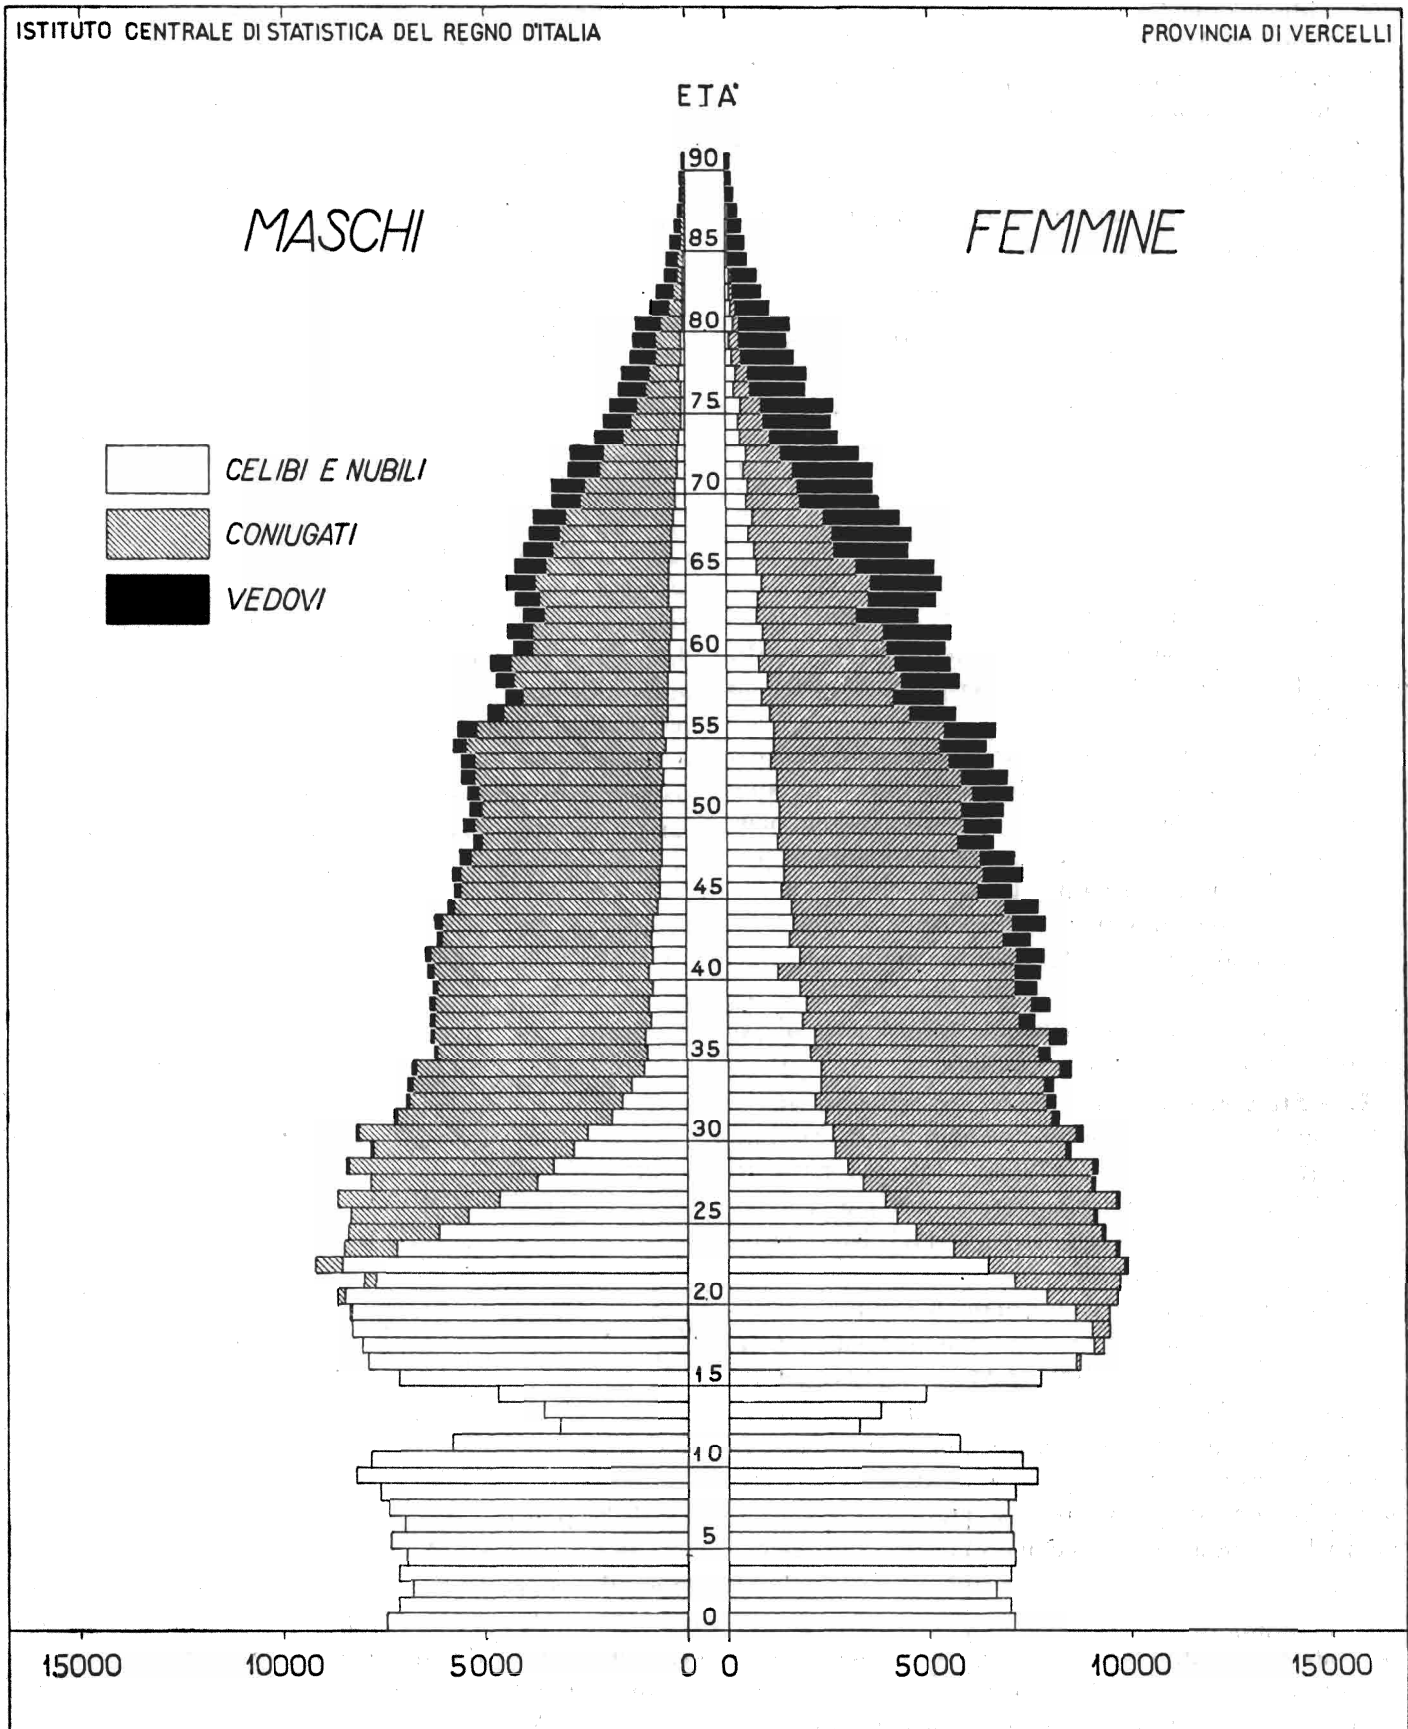 ISTITUTO CENTRALE DI STATISTICA DEL REGNO D'ITALIA
PROVINCIA DI VERCELLI
ETA'
MASCHI
FEMMINE
CELIBI E NUBILI
CONIUGATI
VEDOVI
90
85
80
75
70
65
60
55
50
45
40
35
30
25
20
15
10
5
0
15000 10000 5000 0 0 5000 10000 15000